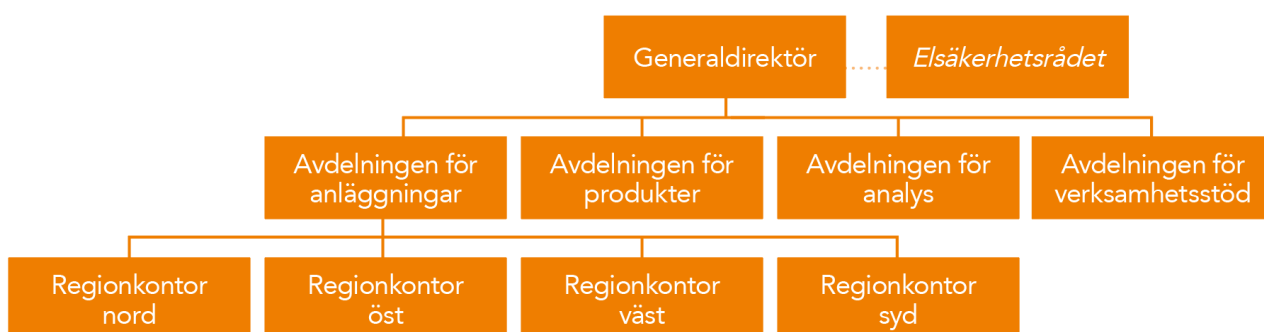 Generaldirektör
Elsäkerhetsrådet
Avdelningen för
anläggningar
Avdelningen för
produkter
Avdelningen för
analys
Avdelningen för
verksamhetsstöd
Regionkontor
nord
Regionkontor
öst
Regionkontor
väst
Regionkontor
syd